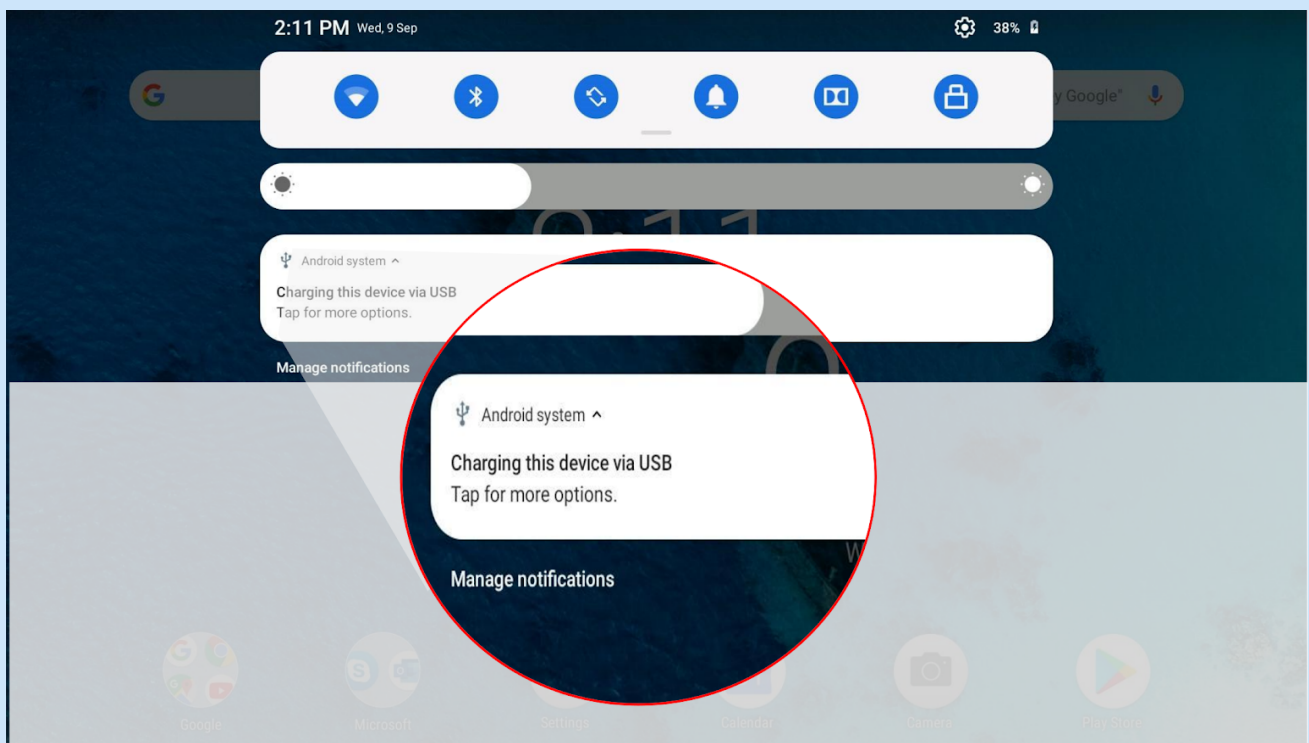 2:11 PM Wed, 9 Sep 38%
y Google"
Android system
Charging this device via USB
Tap for more options.
Manage notifications
Android system
Charging this device via USB
Tap for more options.
Manage notifications
Google Microsoft Settings Calendar Camera Play Store